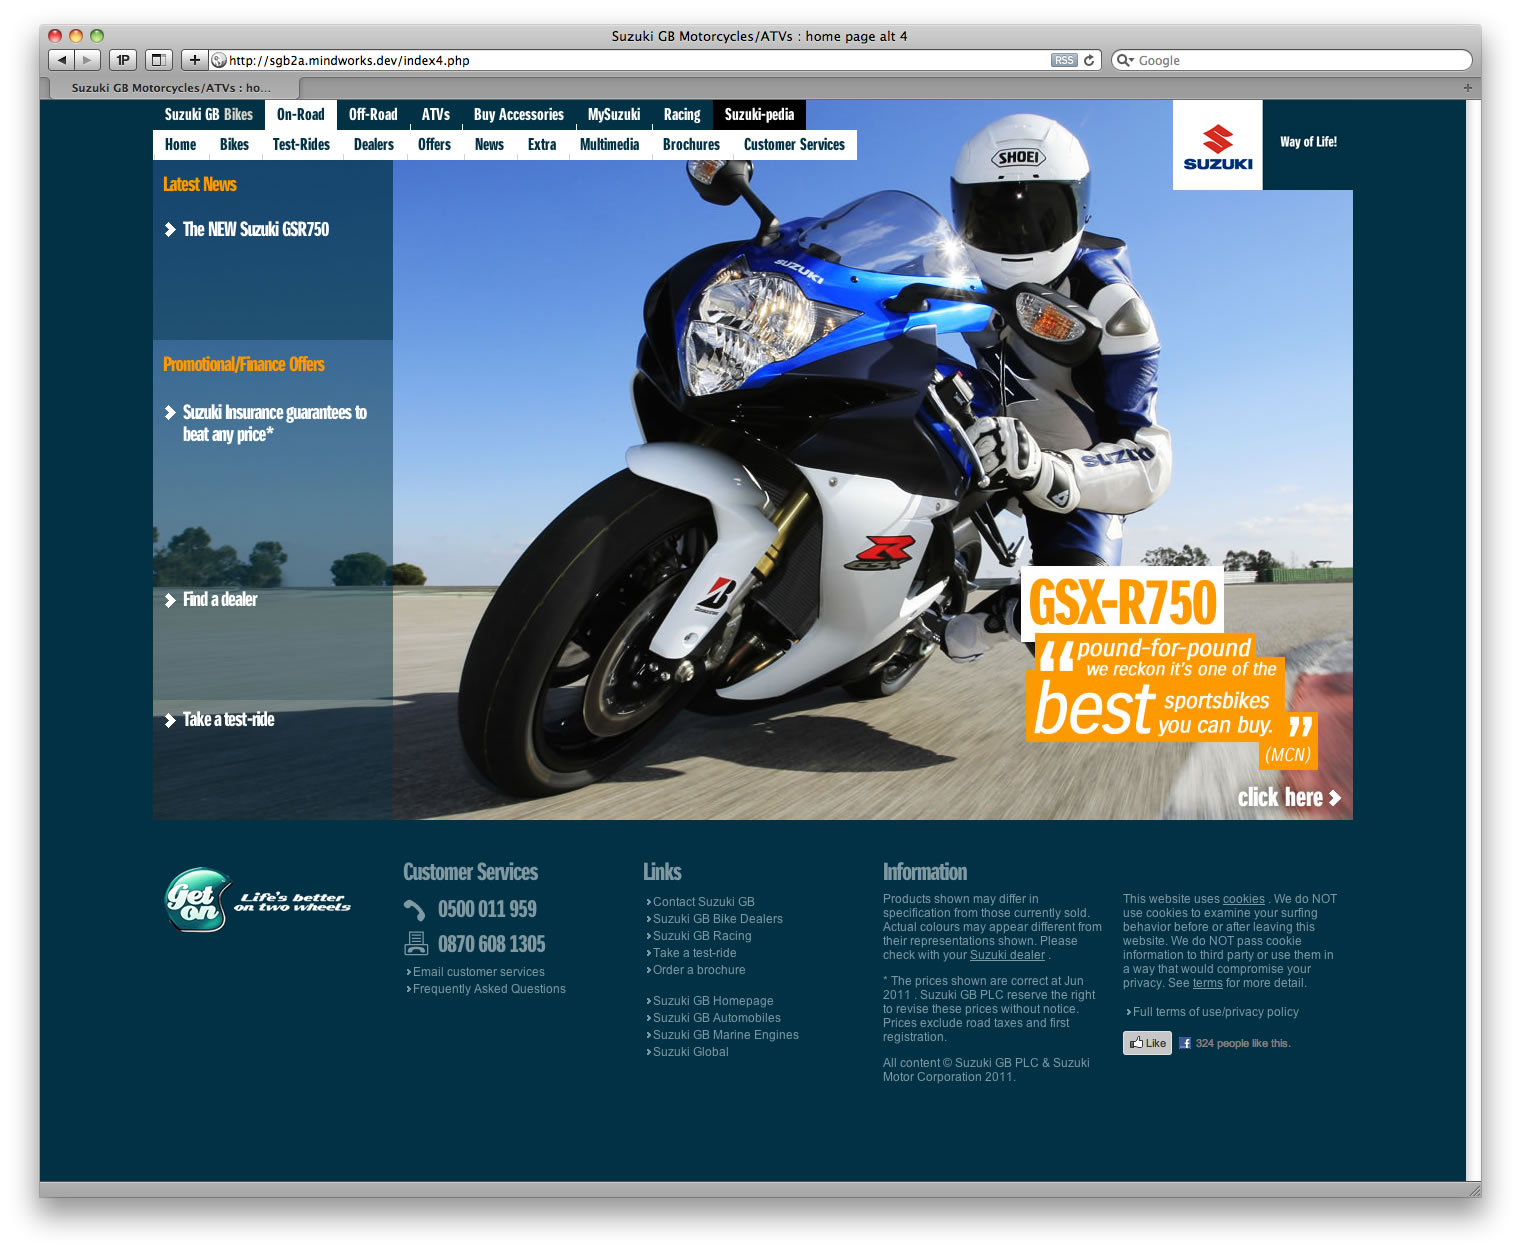 Suzuki GB Motorcycles/ATVs : home page alt 4
1P
http://sgb2a.mindworks.dev/index4.php
RSS
Google
Suzuki GB Motorcycles/ATVs : ho...
Suzuki GB Bikes On-Road Off-Road ATVs Buy Accessories MySuzuki Racing Suzuki-pedia
Home Bikes Test-Rides Dealers Offers News Extra Multimedia Brochures Customer Services
SUZUKI
Way of Life!
SHOEI
SUZUKI
SUZUKI
R
GSX
B
BRIDGESTONE
Latest News
The NEW Suzuki GSR750
Promotional/Finance Offers
Suzuki Insurance guarantees to
beat any price*
Find a dealer
Take a test-ride
GSX-R750
“pound-for-pound
we reckon it's one of the
best sportsbikes
you can buy.”
(MCN)
click here
Get on
Life's better
on two wheels
Customer Services
0500 011 959
0870 608 1305
Email customer services
Frequently Asked Questions
Links
Contact Suzuki GB
Suzuki GB Bike Dealers
Suzuki GB Racing
Take a test-ride
Order a brochure
Suzuki GB Homepage
Suzuki GB Automobiles
Suzuki GB Marine Engines
Suzuki Global
Information
Products shown may differ in
specification from those currently sold.
Actual colours may appear different from
their representations shown. Please
check with your Suzuki dealer .
* The prices shown are correct at Jun
2011 . Suzuki GB PLC reserve the right
to revise these prices without notice.
Prices exclude road taxes and first
registration.
All content © Suzuki GB PLC & Suzuki
Motor Corporation 2011.
This website uses cookies . We do NOT
use cookies to examine your surfing
behavior before or after leaving this
website. We do NOT pass cookie
information to third party or use them in
a way that would compromise your
privacy. See terms for more detail.
Full terms of use/privacy policy
Like
324 people like this.